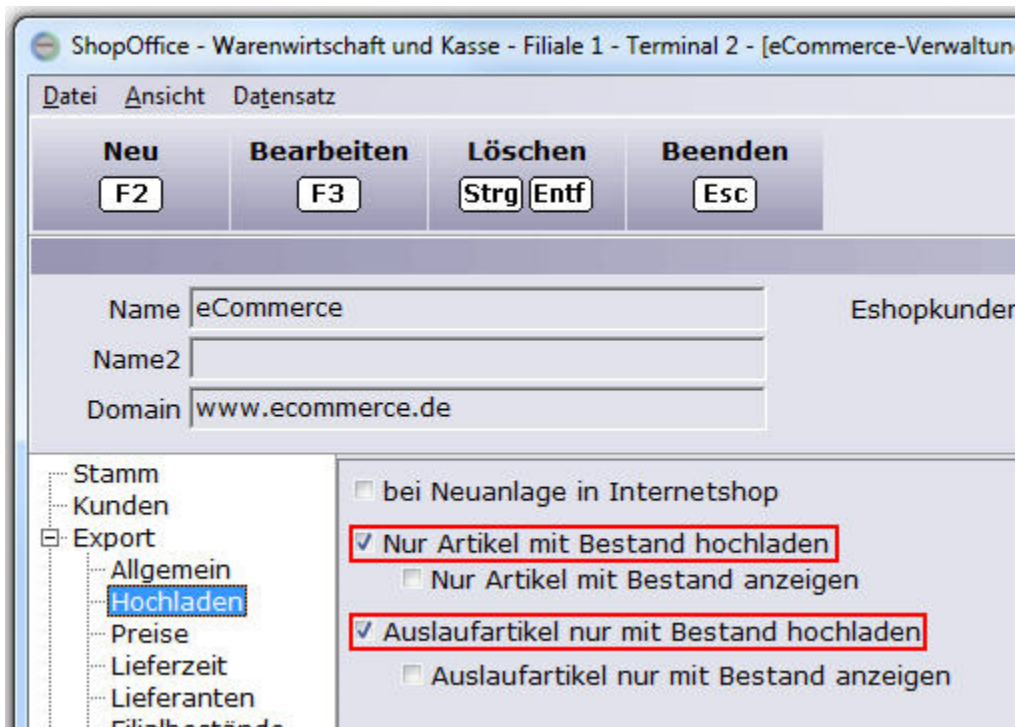 ShopOffice - Warenwirtschaft und Kasse - Filiale 1 - Terminal 2 - [eCommerce-Verwaltun
Datei Ansicht Datensatz
Neu Bearbeiten Löschen Beenden
F2 F3 Strg Entf Esc
Name eCommerce Eshopkunden
Name2
Domain www.ecommerce.de
Stamm
Kunden
Export
Allgemein
Hochladen
Preise
Lieferzeit
Lieferanten
Filialbestände
bei Neuanlage in Internetshop
Nur Artikel mit Bestand hochladen
Nur Artikel mit Bestand anzeigen
Auslaufartikel nur mit Bestand hochladen
Auslaufartikel nur mit Bestand anzeigen